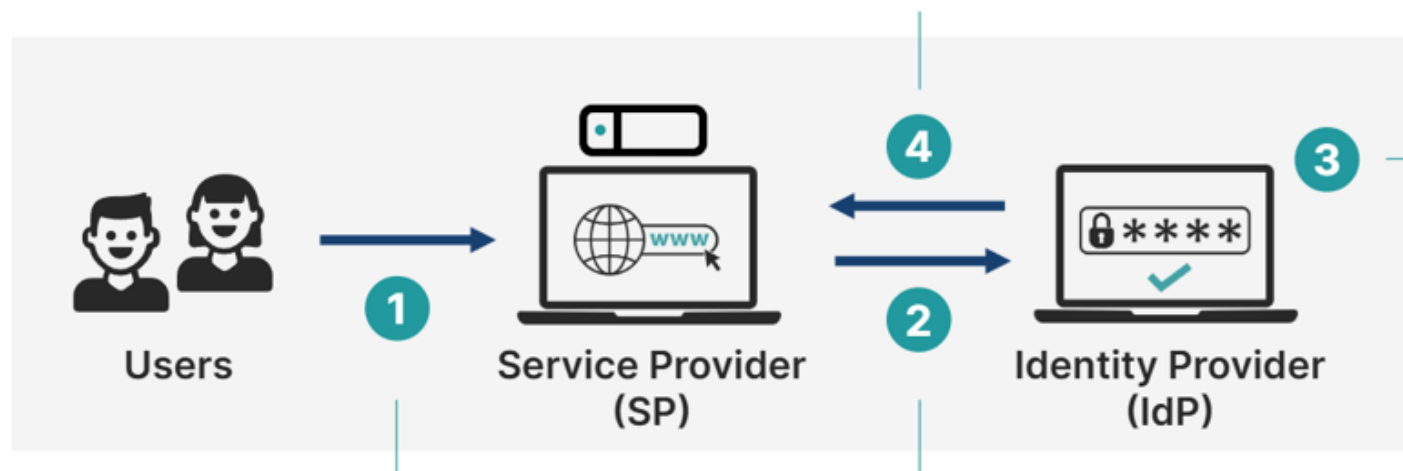 4
3
www
****
1
2
Users
Service Provider
(SP)
Identity Provider
(IdP)